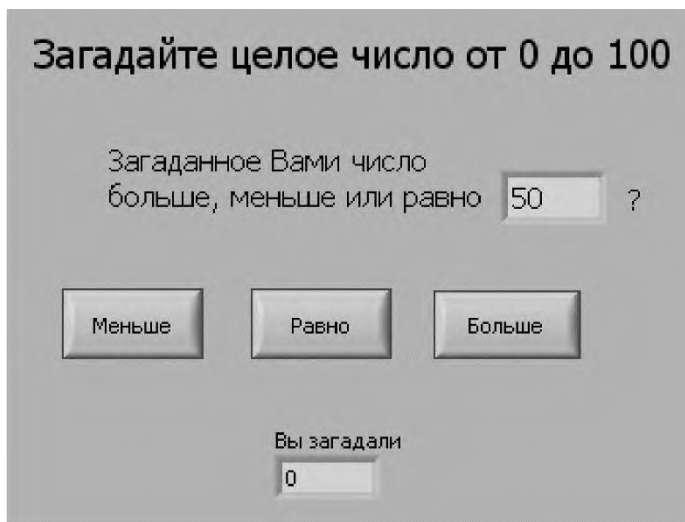 Загадайте целое число от 0 до 100
Загаданное Вами число
больше, меньше или равно 50 ?
Меньше Равно Больше
Вы загадали
0